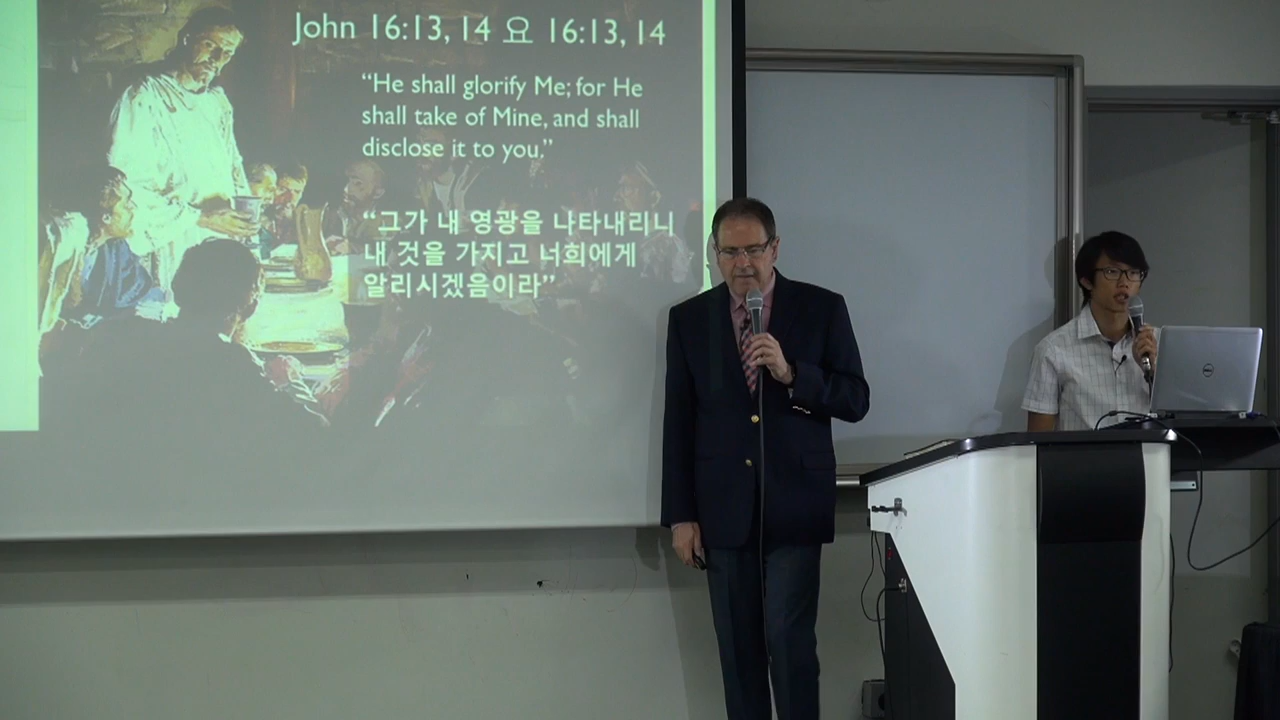 John 16:13, 14 요 16:13, 14
“He shall glorify Me; for He
shall take of Mine, and shall
disclose it to you.”
“그가 내 영광을 나타내리니
내 것을 가지고 너희에게
알리시겠음이라”
DELL